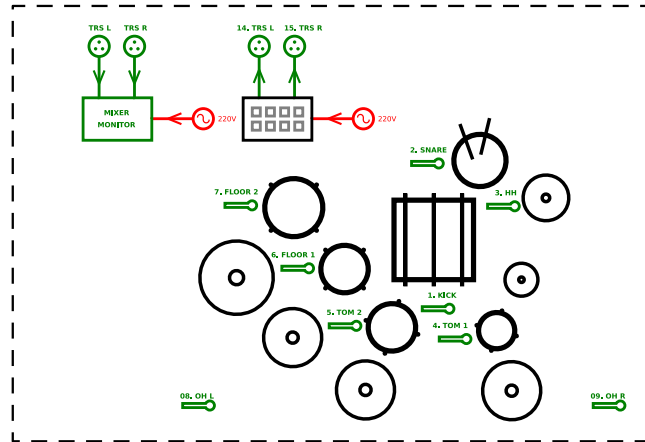 TRS L
TRS R
14. TRS L
15. TRS R
MIXER
MONITOR
220V
220V
2. SNARE
7. FLOOR 2
3. HH
6. FLOOR 1
1. KICK
5. TOM 2
4. TOM 1
08. OH L
09. OH R